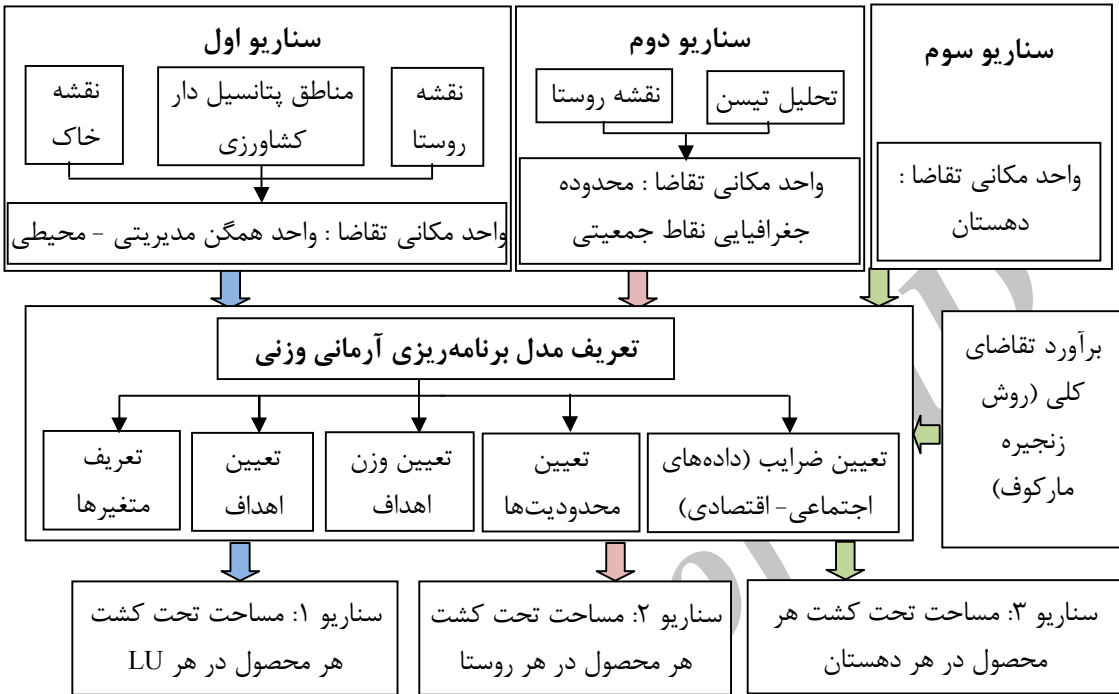 سناریو اول
نقشه
خاک
مناطق پتانسیل دار
کشاورزی
نقشه
روستا
واحد مکانی تقاضا : واحد همگن مدیریتی - محیطی
سناریو دوم
نقشه روستا
تحلیل تیسن
واحد مکانی تقاضا : محدوده
جغرافیایی نقاط جمعیتی
سناریو سوم
واحد مکانی تقاضا :
دهستان
تعریف مدل برنامه‌ریزی آرمانی وزنی
تعریف
متغیرها
تعیین
اهداف
تعیین وزن
اهداف
تعیین
محدودیت‌ها
تعیین ضرایب (داده‌های
اجتماعی- اقتصادی)
برآورد تقاضای
کلی (روش
زنجیره
مارکوف)
سناریو ۱: مساحت تحت کشت
هر محصول در هر LU
سناریو ۲: مساحت تحت کشت
هر محصول در هر روستا
سناریو ۳: مساحت تحت کشت هر
محصول در هر دهستان